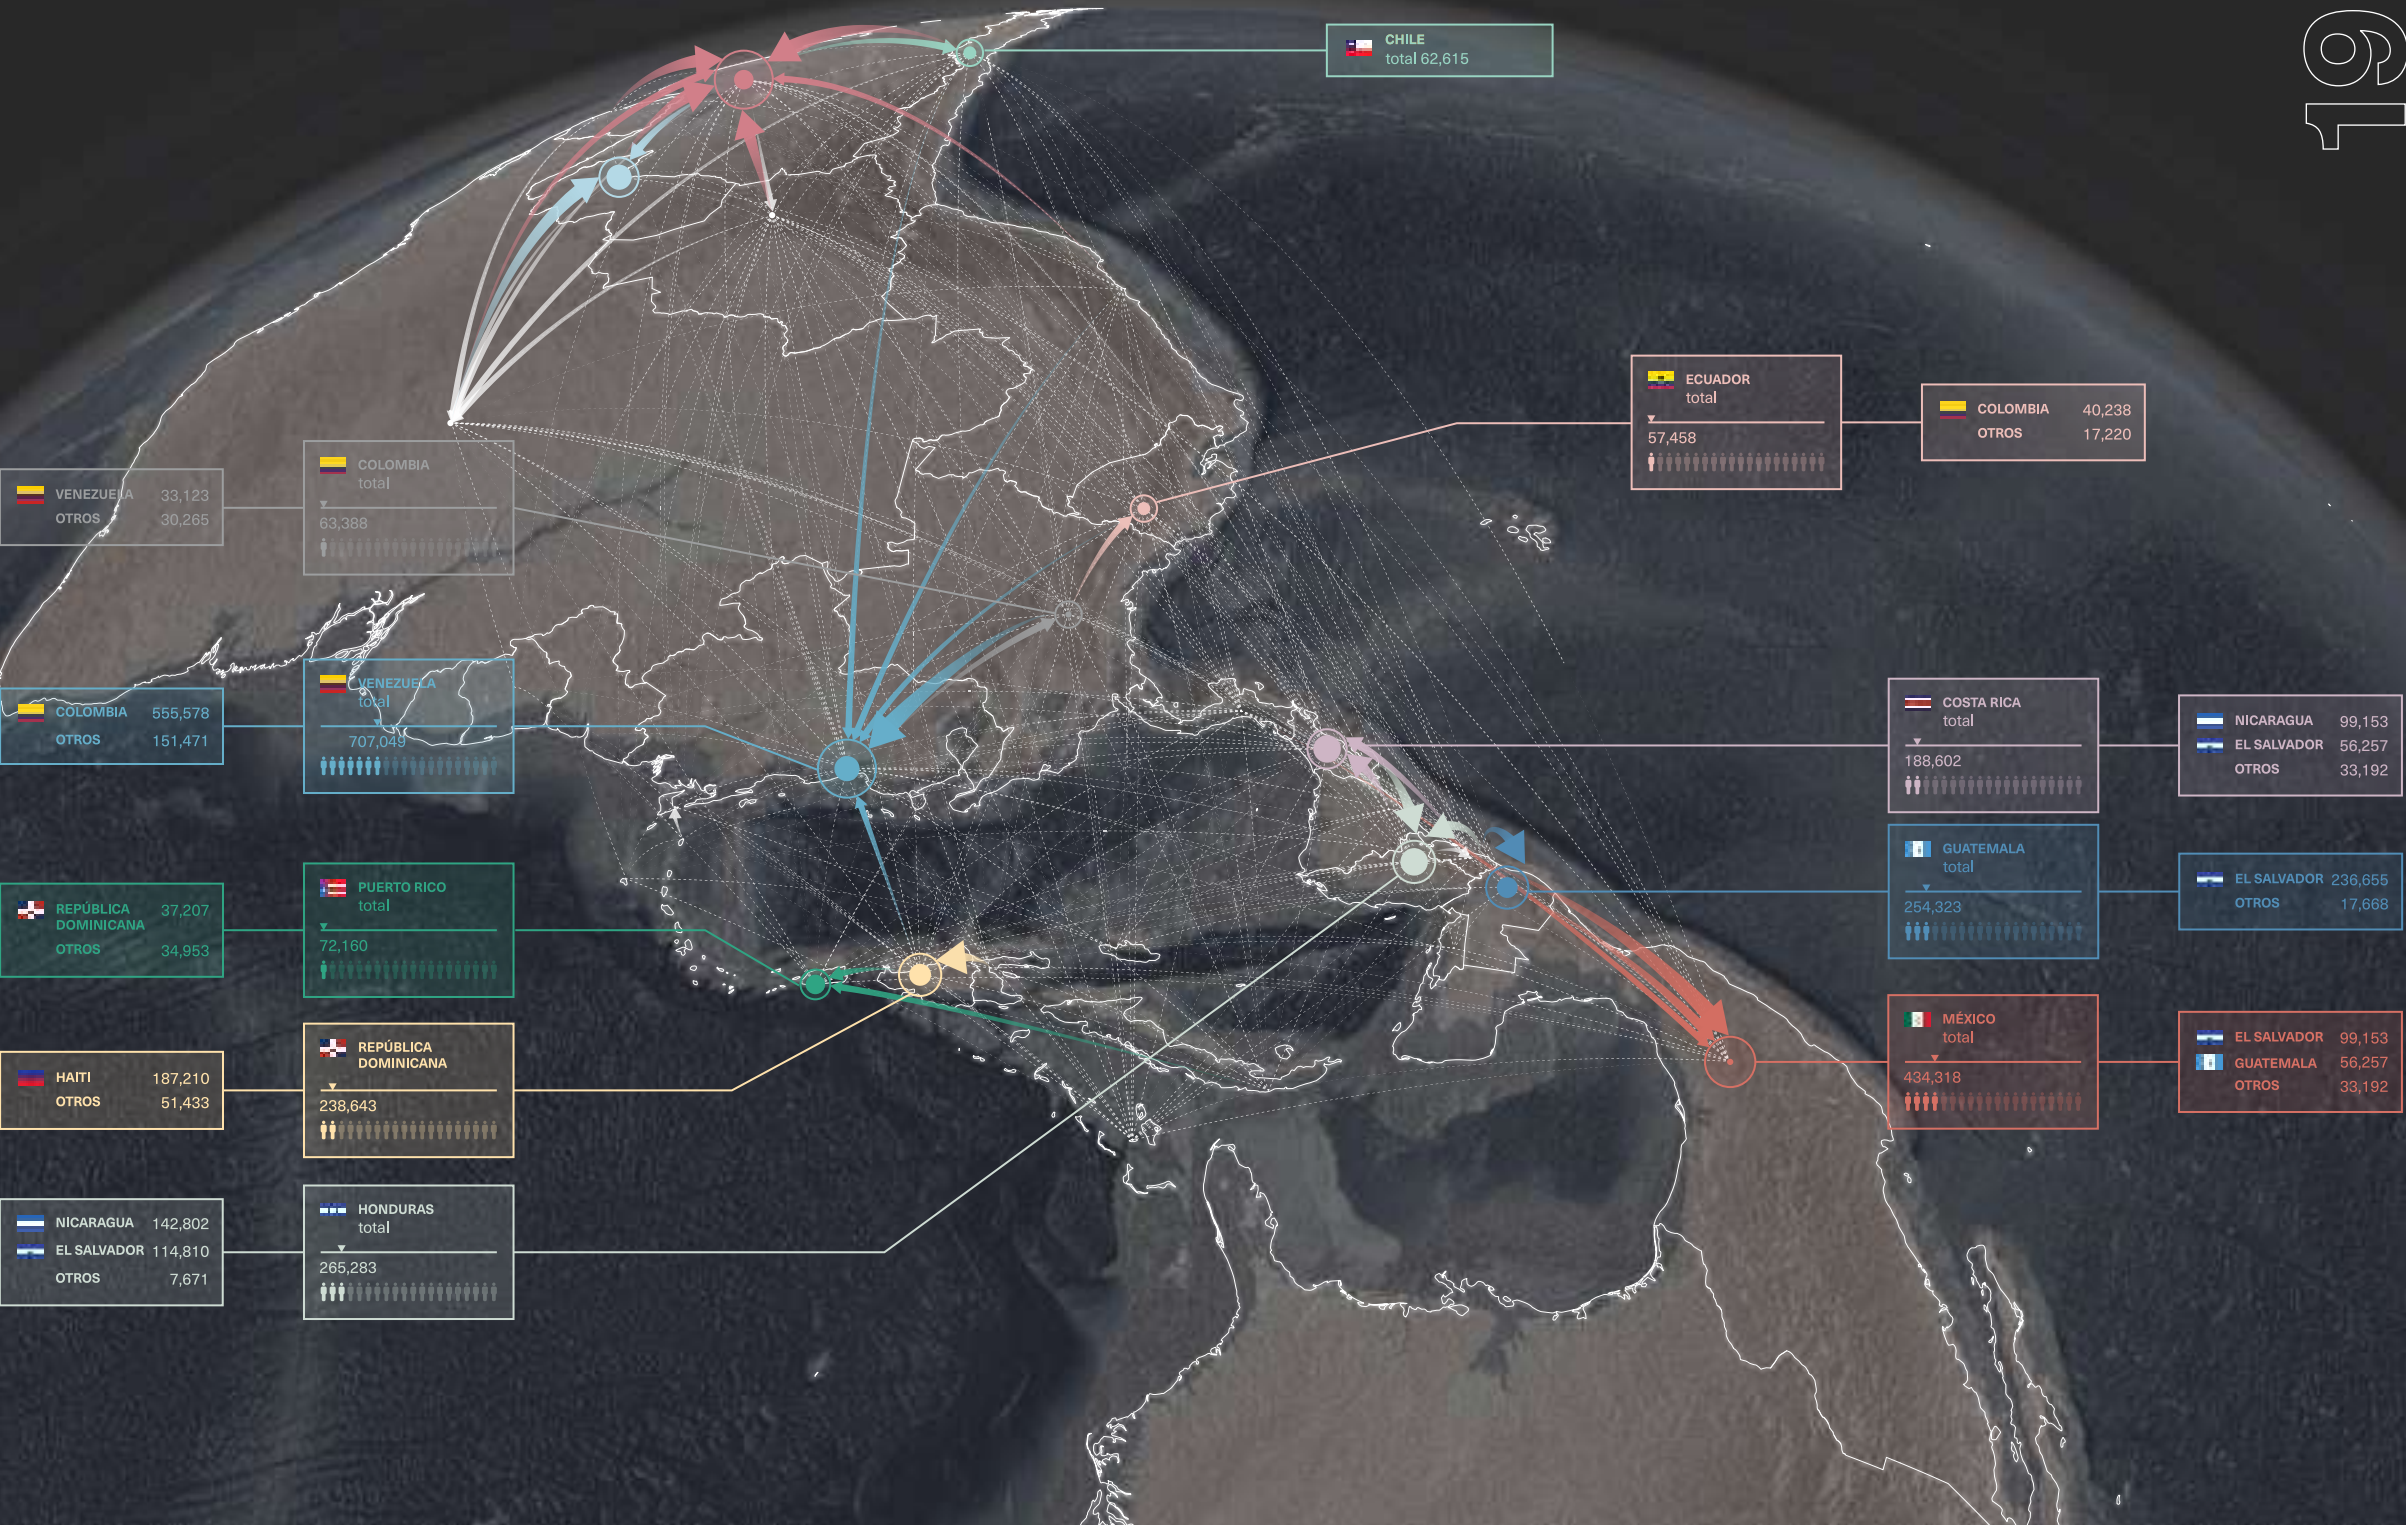 19
CHILE
total 62,615
ECUADOR
total
57,458
COLOMBIA 40,238
OTROS 17,220
VENEZUELA 33,123
OTROS 30,265
COLOMBIA
total
63,388
COLOMBIA 555,578
OTROS 151,471
VENEZUELA
total
707,049
COSTA RICA
total
188,602
NICARAGUA 99,153
EL SALVADOR 56,257
OTROS 33,192
GUATEMALA
total
254,323
EL SALVADOR 236,655
OTROS 17,668
REPÚBLICA 37,207
DOMINICANA
OTROS 34,953
PUERTO RICO
total
72,160
MÉXICO
total
434,318
EL SALVADOR 99,153
GUATEMALA 56,257
OTROS 33,192
HAITI 187,210
OTROS 51,433
REPÚBLICA
DOMINICANA
238,643
NICARAGUA 142,802
EL SALVADOR 114,810
OTROS 7,671
HONDURAS
total
265,283